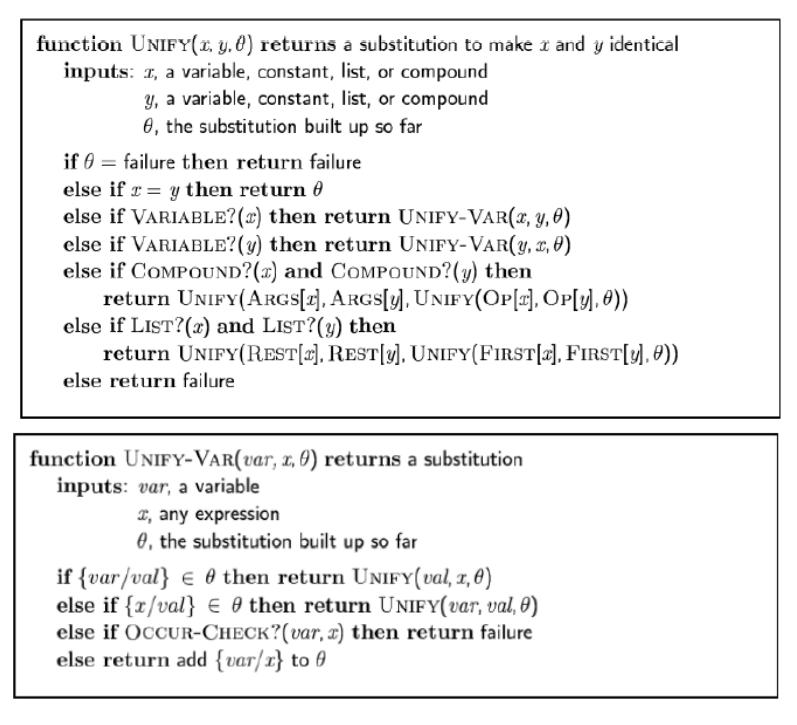 function UNIFY(x, y, θ) returns a substitution to make x and y identical
inputs: x, a variable, constant, list, or compound
y, a variable, constant, list, or compound
θ, the substitution built up so far
if θ = failure then return failure
else if x = y then return θ
else if VARIABLE?(x) then return UNIFY-VAR(x, y, θ)
else if VARIABLE?(y) then return UNIFY-VAR(y, x, θ)
else if COMPOUND?(x) and COMPOUND?(y) then
return UNIFY(ARGS[x], ARGS[y], UNIFY(OP[x], OP[y], θ))
else if LIST?(x) and LIST?(y) then
return UNIFY(REST[x], REST[y], UNIFY(FIRST[x], FIRST[y], θ))
else return failure
function UNIFY-VAR(var, x, θ) returns a substitution
inputs: var, a variable
x, any expression
θ, the substitution built up so far
if {var/val} ∈ θ then return UNIFY(val, x, θ)
else if {x/val} ∈ θ then return UNIFY(var, val, θ)
else if OCCUR-CHECK?(var, x) then return failure
else return add {var/x} to θ